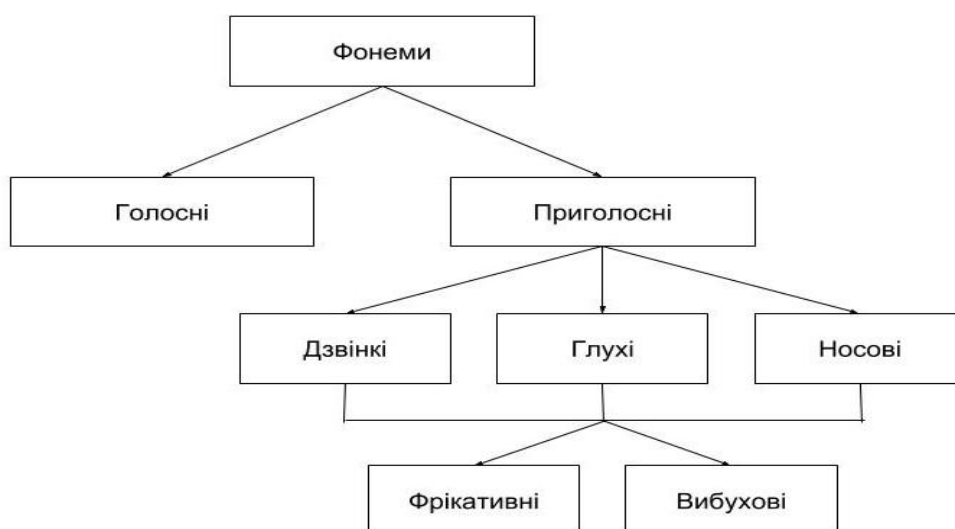 Фонеми
Голосні
Приголосні
Дзвінкі
Глухі
Носові
Фрікативні
Вибухові